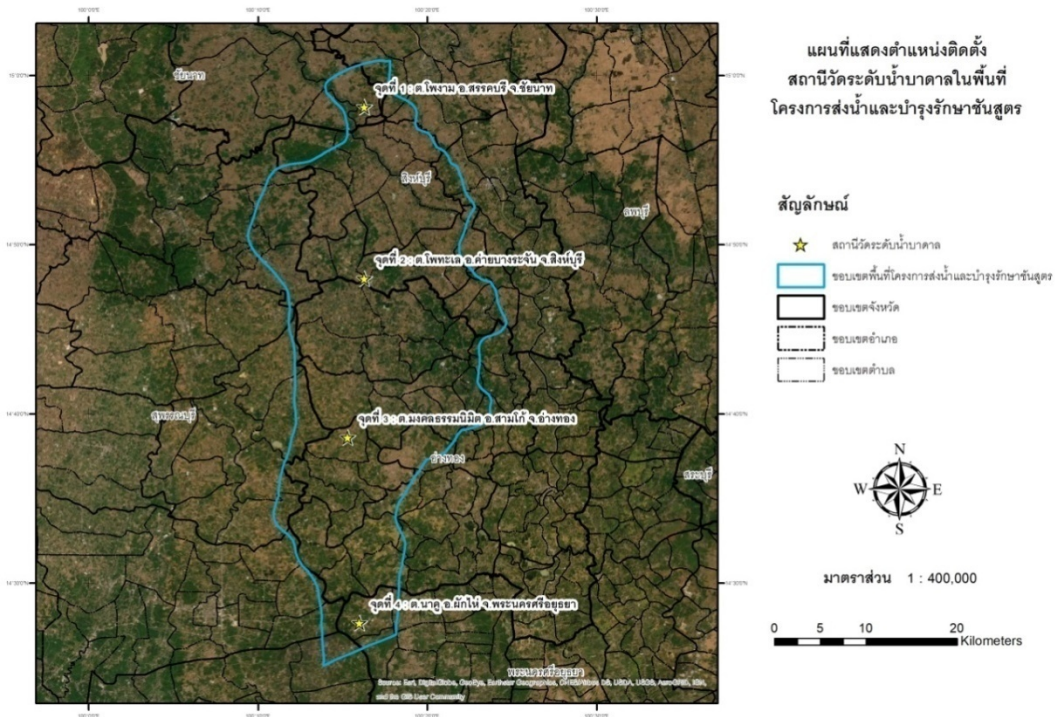 แผนที่แสดงตำแหน่งติดตั้ง
สถานีวัดระดับน้ำบาดาลในพื้นที่
โครงการส่งน้ำและบำรุงรักษาชันสูตร
ชัยนาท
จุดที่ 1 : ต.โพงาม อ.สรรคบุรี จ.ชัยนาท
สิงห์บุรี
ลพบุรี
จุดที่ 2 : ต.โพทะเล อ.ค่ายบางระจัน จ.สิงห์บุรี
สุพรรณบุรี
จุดที่ 3 : ต.มงคลธรรมนิมิต อ.สามโก้ จ.อ่างทอง
อ่างทอง
สระบุรี
จุดที่ 4 : ต.นาคู อ.ผักไห่ จ.พระนครศรีอยุธยา
พระนครศรีอยุธยา
and the GIS User Community
สัญลักษณ์
สถานีวัดระดับน้ำบาดาล
ขอบเขตพื้นที่โครงการส่งน้ำและบำรุงรักษาชันสูตร
ขอบเขตจังหวัด
ขอบเขตอำเภอ
ขอบเขตตำบล
N
W E
S
มาตราส่วน 1 : 400,000
0 5 10 20
Kilometers